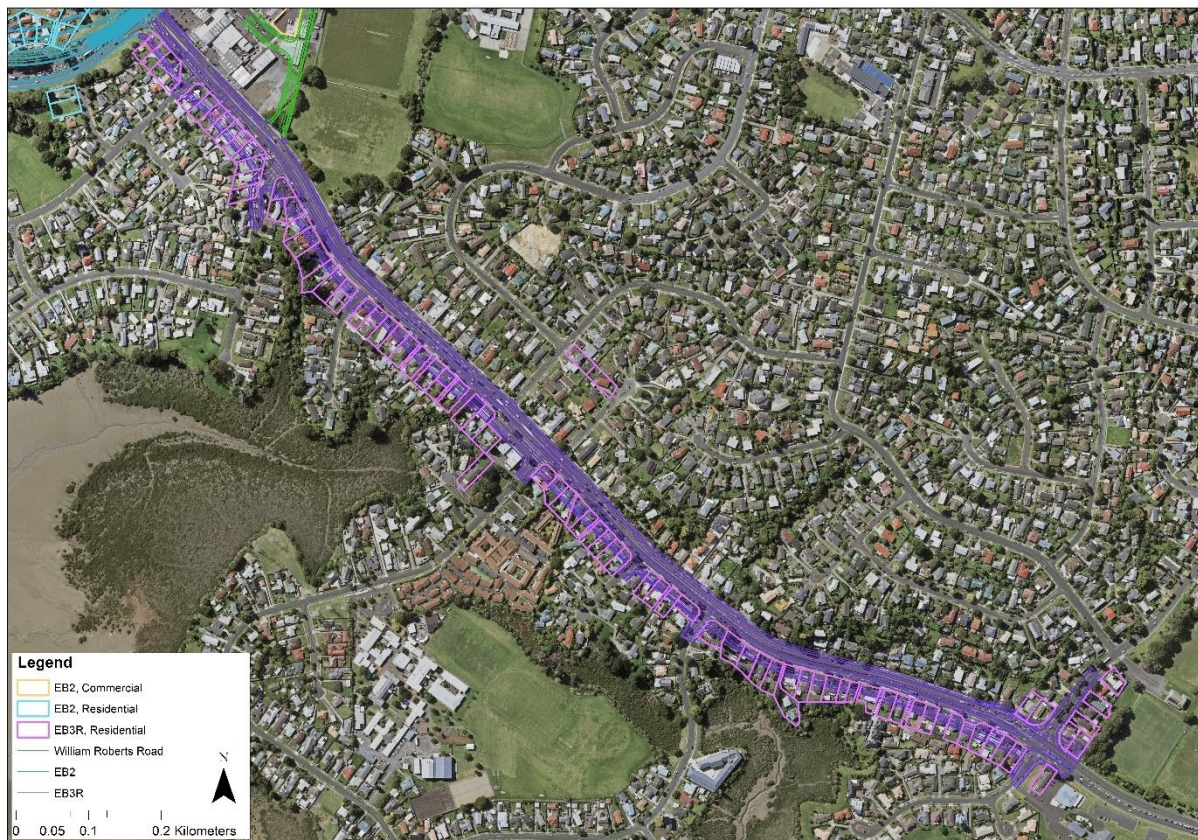 Legend
EB2, Commercial
EB2, Residential
EB3R, Residential
William Roberts Road
EB2
EB3R
N
0 0.05 0.1 0.2 Kilometers